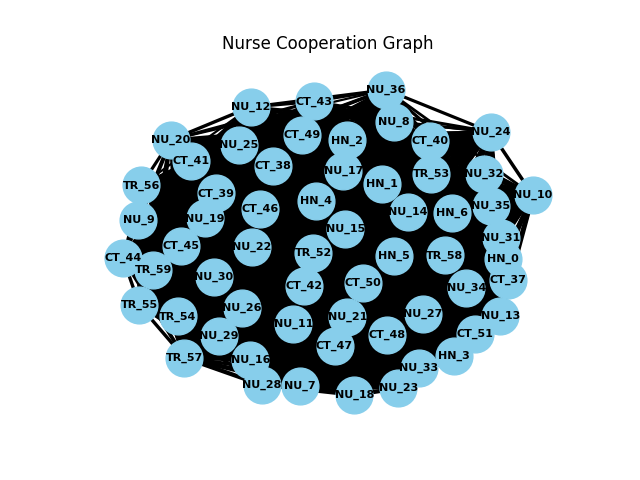 Nurse Cooperation Graph
NU_36
CT_43
NU_12
NU_8
NU_24
CT_49
NU_20
HN_2
CT_40
NU_25
CT_41
CT_38
NU_17
TR_53
NU_32
HN_1
TR_56
CT_39
NU_10
HN_4
NU_35
CT_46
NU_14
HN_6
NU_19
NU_9
NU_15
NU_31
CT_45
NU_22
TR_52
HN_5
TR_58
CT_44
HN_0
TR_59
NU_30
CT_37
CT_50
CT_42
NU_34
TR_55
NU_26
NU_27
TR_54
NU_21
NU_13
NU_11
CT_51
NU_29
CT_48
CT_47
HN_3
TR_57
NU_16
NU_33
NU_28
NU_7
NU_23
NU_18